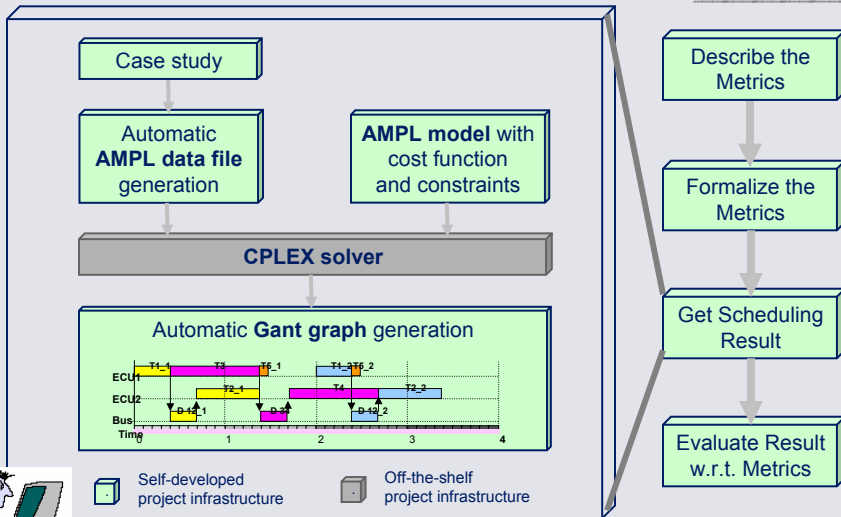 Case study
Automatic
AMPL data file
generation
AMPL model with
cost function
and constraints
CPLEX solver
Automatic Gant graph generation
T1_1
T3
T5_1
T1_2
T5_2
ECU1
T2_1
T4
T2_2
ECU2
D 12_1
D 34
D 12_2
Bus
Time
0
1
2
3
4
Self-developed
project infrastructure
Off-the-shelf
project infrastructure
Describe the
Metrics
Formalize the
Metrics
Get Scheduling
Result
Evaluate Result
w.r.t. Metrics